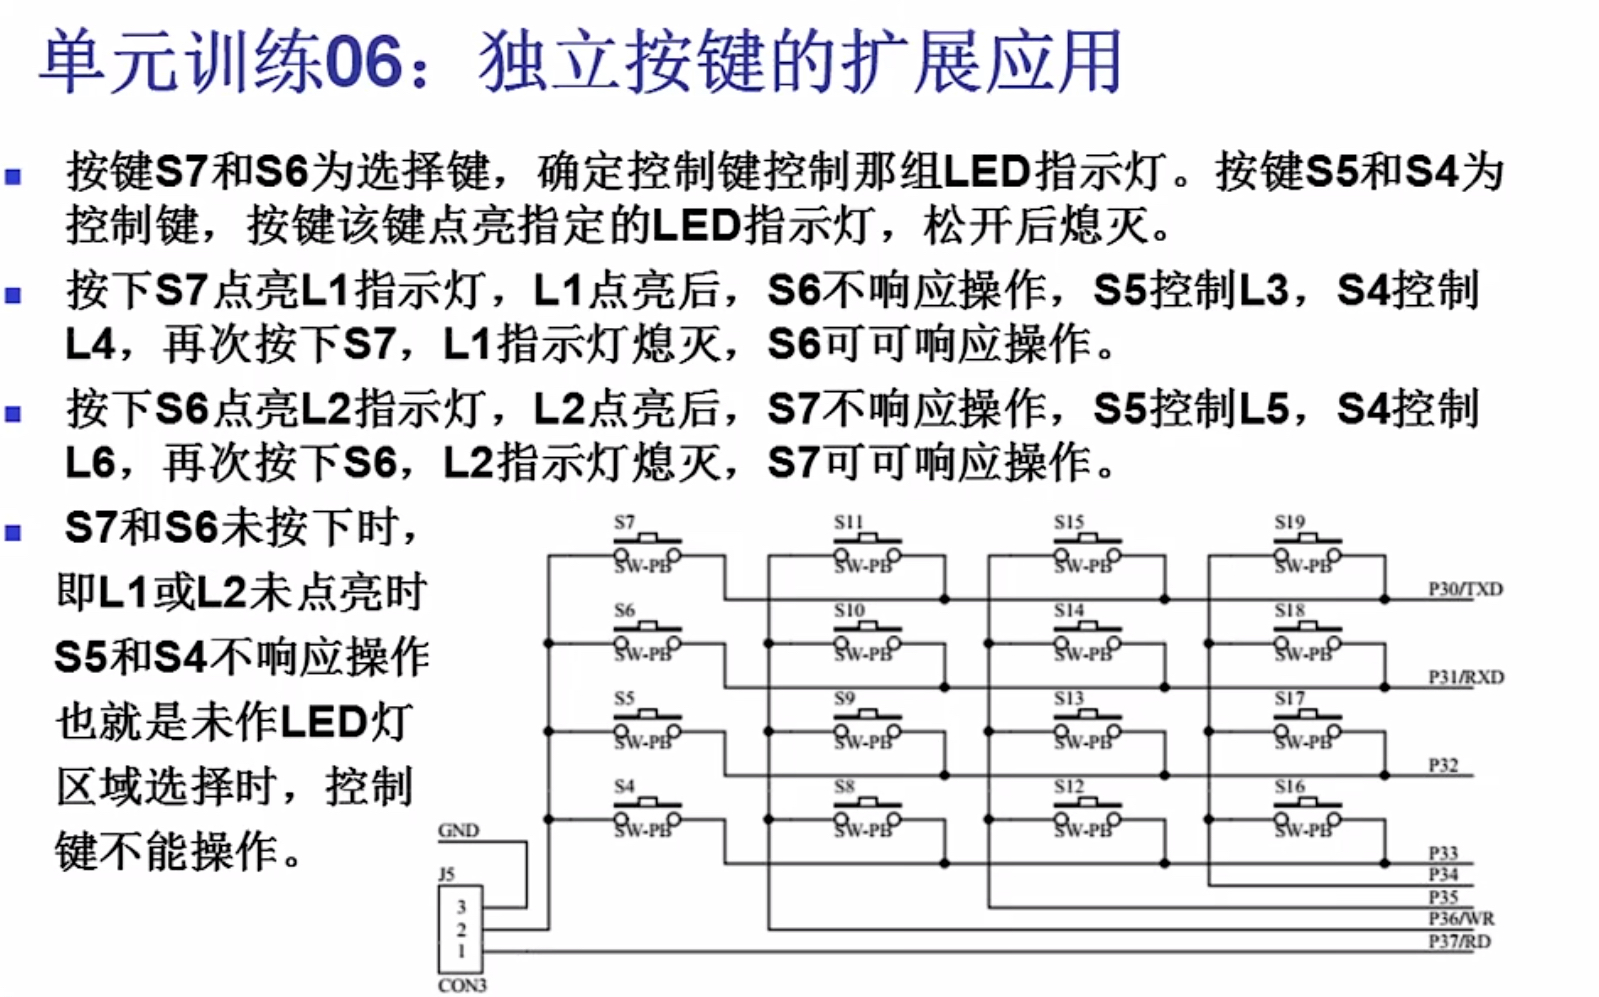 单元训练06：独立按键的扩展应用
按键S7和S6为选择键，确定控制键控制那组LED指示灯。按键S5和S4为
控制键，按键该键点亮指定的LED指示灯，松开后熄灭。
按下S7点亮L1指示灯，L1点亮后，S6不响应操作，S5控制L3，S4控制
L4，再次按下S7，L1指示灯熄灭，S6可可响应操作。
按下S6点亮L2指示灯，L2点亮后，S7不响应操作，S5控制L5，S4控制
L6，再次按下S6，L2指示灯熄灭，S7可可响应操作。
S7和S6未按下时，
即L1或L2未点亮时
S5和S4不响应操作
也就是未作LED灯
区域选择时，控制
键不能操作。
S7 S11 S15 S19
SW-PB SW-PB SW-PB SW-PB
P30/TXD
S6 S10 S14 S18
SW-PB SW-PB SW-PB SW-PB
P31/RXD
S5 S9 S13 S17
SW-PB SW-PB SW-PB SW-PB
P32
S4 S8 S12 S16
SW-PB SW-PB SW-PB SW-PB
GND
P33
J5
P34
3
P35
2
P36/WR
1
P37/RD
CON3